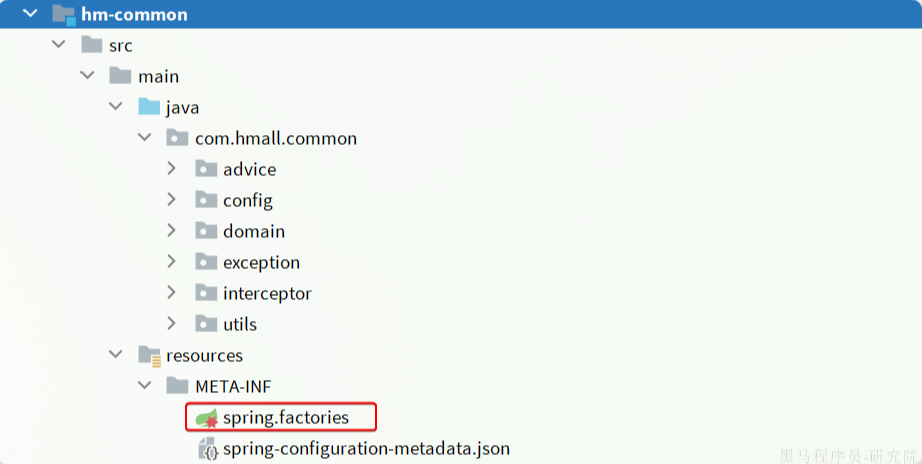 hm-common
src
main
java
com.hmall.common
advice
config
domain
exception
interceptor
utils
resources
META-INF
spring.factories
spring-configuration-metadata.json
黑马程序员-研究院